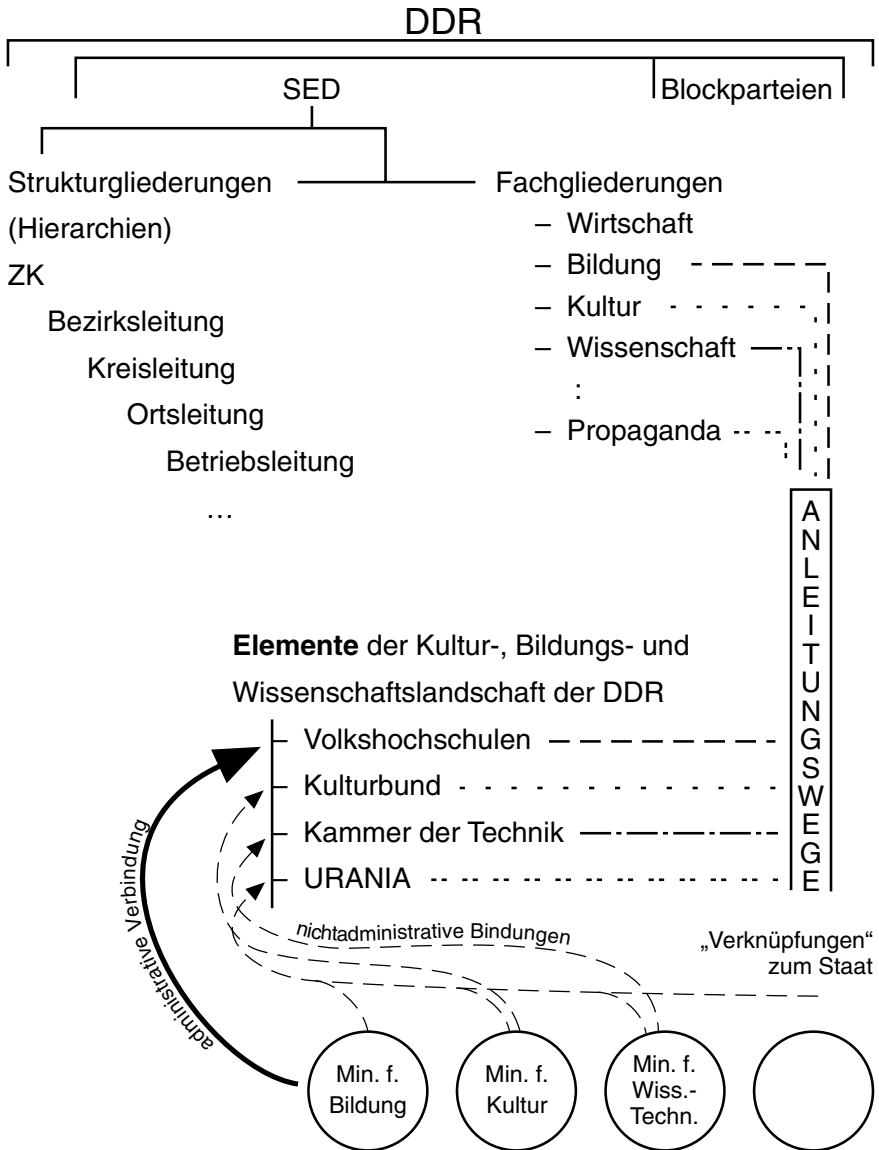 DDR
SED
Blockparteien
Strukturgliederungen
(Hierarchien)
ZK
Bezirksleitung
Kreisleitung
Ortsleitung
Betriebsleitung
…
Fachgliederungen
– Wirtschaft
– Bildung
– Kultur
– Wissenschaft
:
– Propaganda
ANLEITUNGSWEGE
Elemente der Kultur-, Bildungs- und
Wissenschaftslandschaft der DDR
Volkshochschulen
Kulturbund
Kammer der Technik
URANIA
administrative Verbindung
nichtadministrative Bindungen
„Verknüpfungen“
zum Staat
Min. f.
Bildung
Min. f.
Kultur
Min. f.
Wiss.-
Techn.